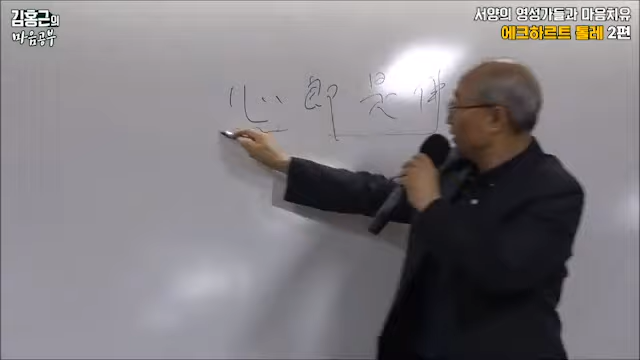 김홍근의
마음공부
서양의 영성가들과 마음치유
에크하르트 톨레 2편
心 即 是 佛